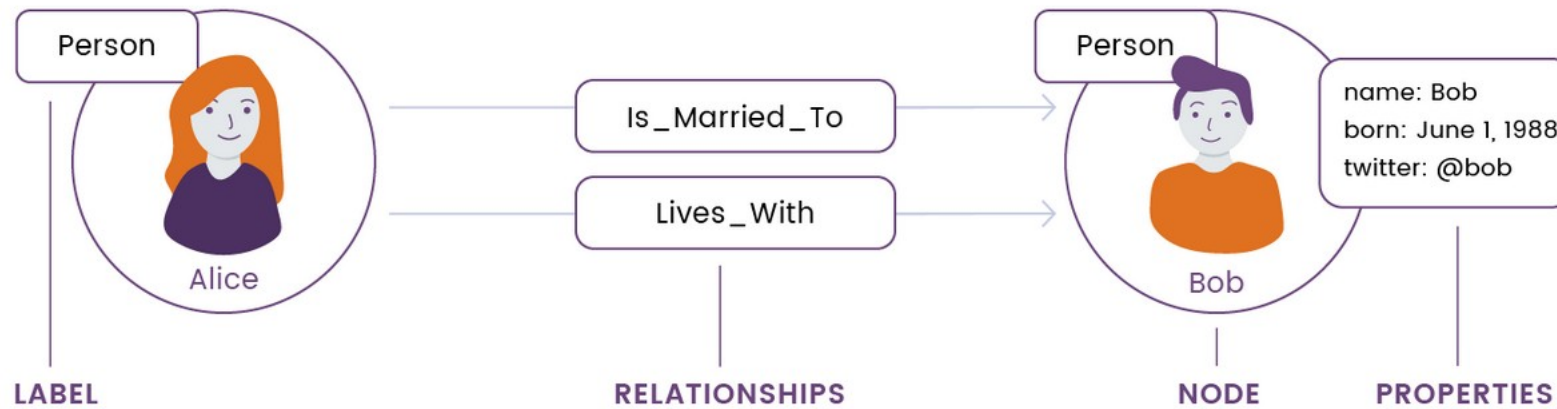 Person
Alice
Is_Married_To
Lives_With
Person
Bob
name: Bob
born: June 1, 1988
twitter: @bob
LABEL
RELATIONSHIPS
NODE
PROPERTIES